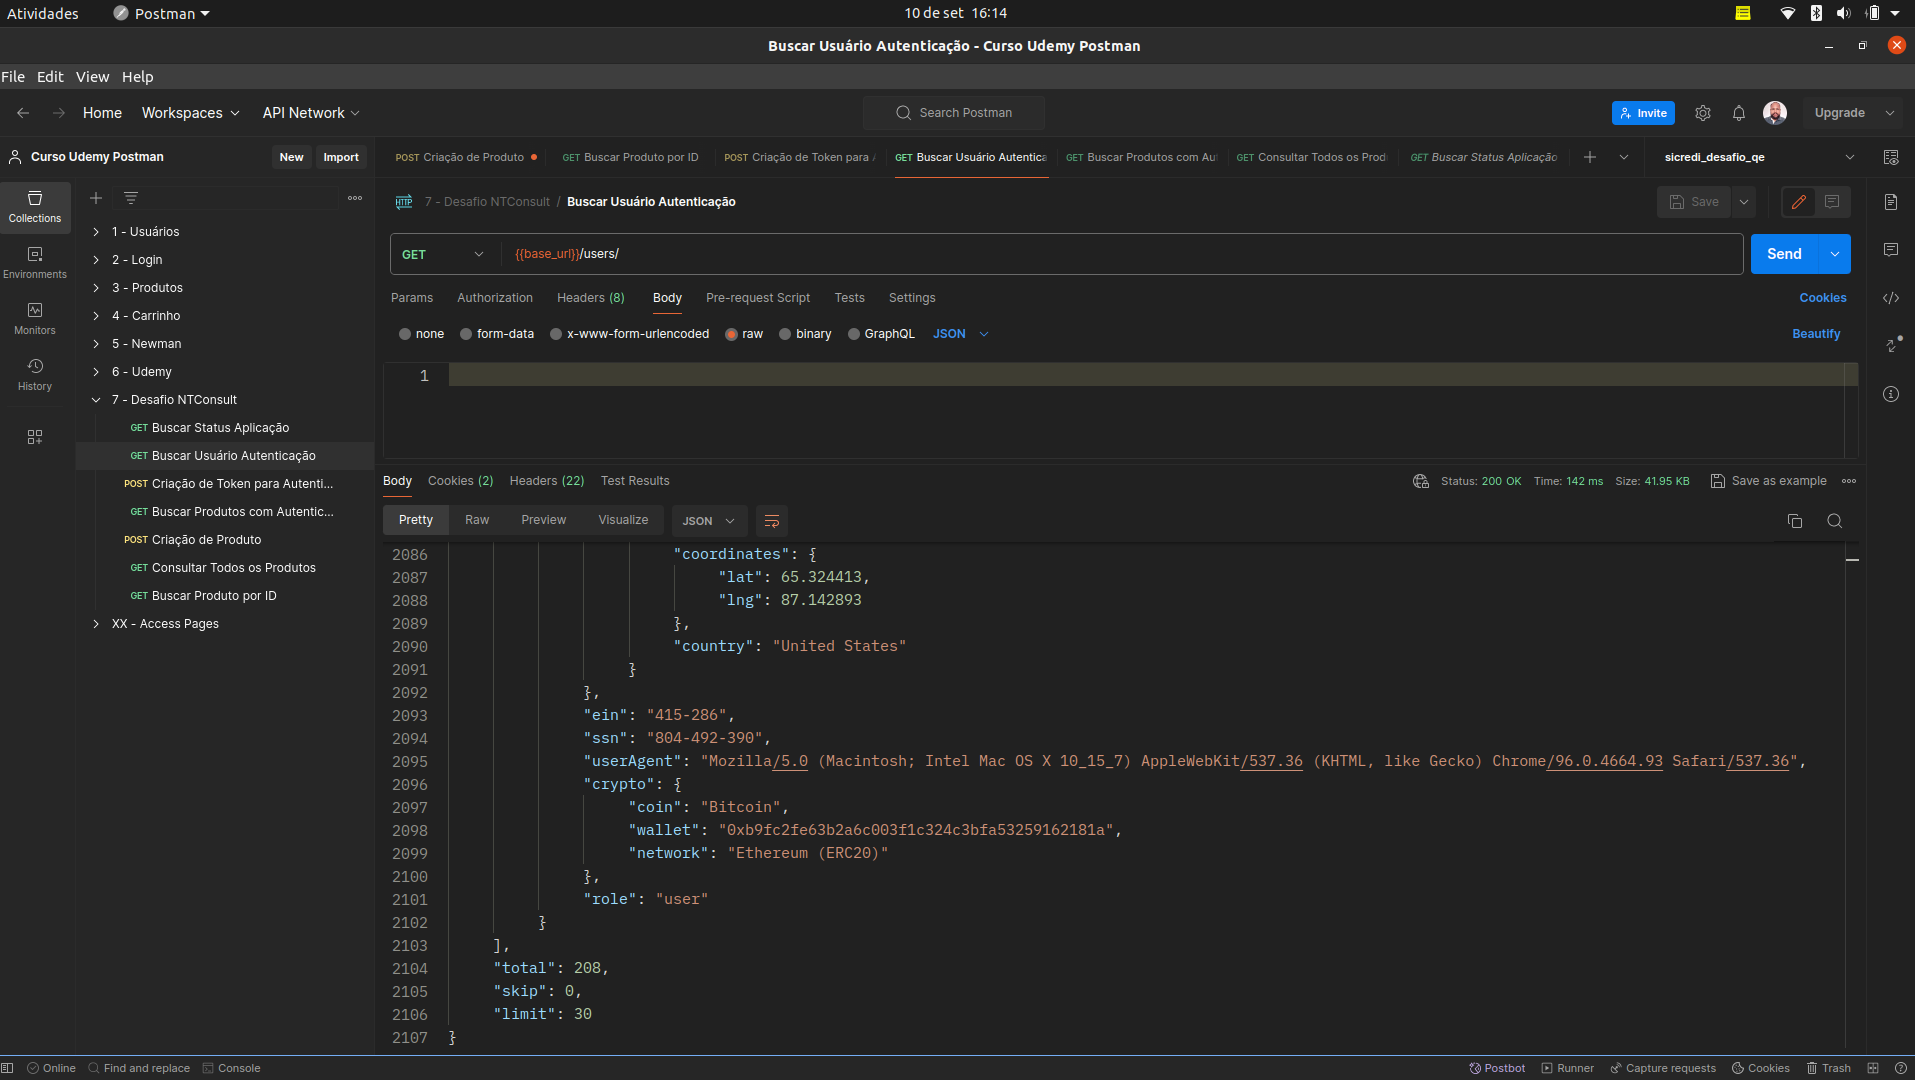 Atividades Postman 10 de set 16:14
Buscar Usuário Autenticação - Curso Udemy Postman
File Edit View Help
Home Workspaces API Network Search Postman Invite Upgrade
Curso Udemy Postman New Import
POST Criação de Produto GET Buscar Produto por ID POST Criação de Token para GET Buscar Usuário Autentica GET Buscar Produtos com Au GET Consultar Todos os Prod GET Buscar Status Aplicação sicredi_desafio_qe
Collections
Environments
Monitors
History
1 - Usuários
2 - Login
3 - Produtos
4 - Carrinho
5 - Newman
6 - Udemy
7 - Desafio NTConsult
GET Buscar Status Aplicação
GET Buscar Usuário Autenticação
POST Criação de Token para Autenti...
GET Buscar Produtos com Autentic...
POST Criação de Produto
GET Consultar Todos os Produtos
GET Buscar Produto por ID
XX - Access Pages
HTTP 7 - Desafio NTConsult / Buscar Usuário Autenticação Save
GET {{base_url}}/users/ Send
Params Authorization Headers (8) Body Pre-request Script Tests Settings Cookies
none form-data x-www-form-urlencoded raw binary GraphQL JSON Beautify
1
Body Cookies (2) Headers (22) Test Results Status: 200 OK Time: 142 ms Size: 41.95 KB Save as example
Pretty Raw Preview Visualize JSON
2086 "coordinates": {
2087 "lat": 65.324413,
2088 "lng": 87.142893
2089 },
2090 "country": "United States"
2091 }
2092 },
2093 "ein": "415-286",
2094 "ssn": "804-492-390",
2095 "userAgent": "Mozilla/5.0 (Macintosh; Intel Mac OS X 10_15_7) AppleWebKit/537.36 (KHTML, like Gecko) Chrome/96.0.4664.93 Safari/537.36",
2096 "crypto": {
2097 "coin": "Bitcoin",
2098 "wallet": "0xb9fc2fe63b2a6c003f1c324c3bfa53259162181a",
2099 "network": "Ethereum (ERC20)"
2100 },
2101 "role": "user"
2102 }
2103 ],
2104 "total": 208,
2105 "skip": 0,
2106 "limit": 30
2107 }
Online Find and replace Console Postbot Runner Capture requests Cookies Trash